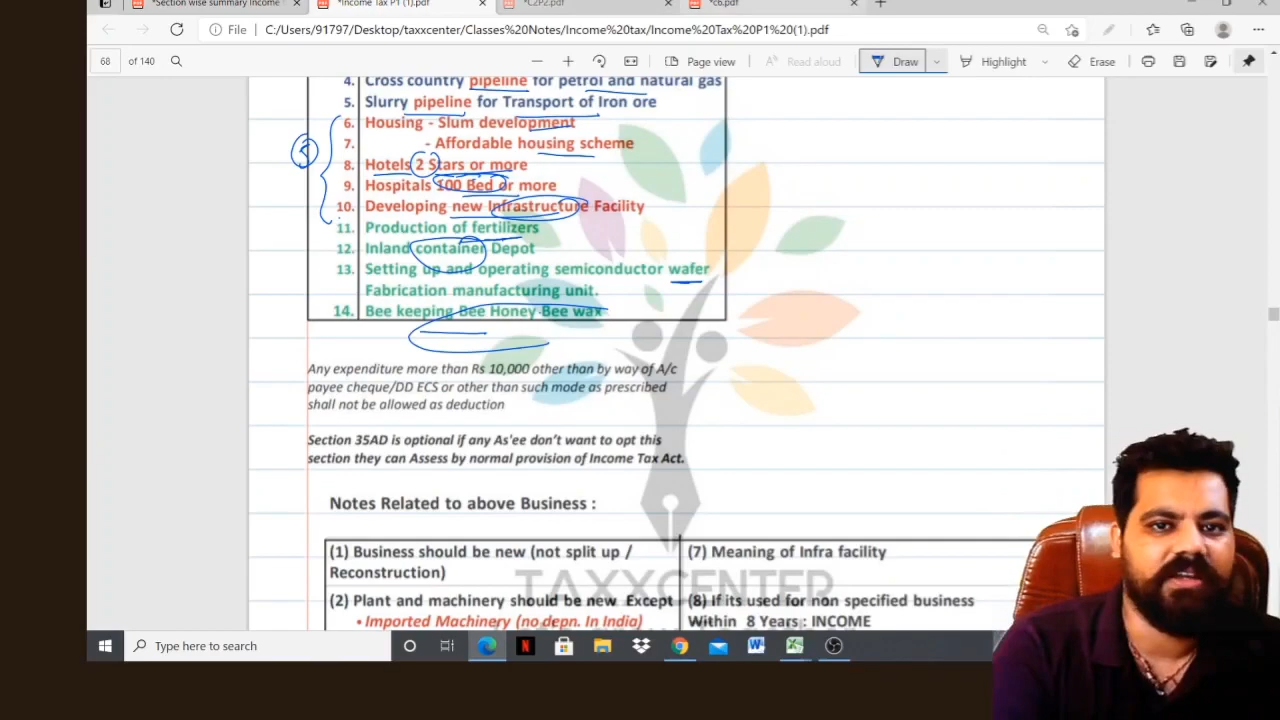 *Section wise summary Income
*Income Tax P1 (1).pdf
*C2P2.pdf
*c6.pdf
File
C:/Users/91797/Desktop/taxxcenter/Classes%20Notes/Income%20tax/Income%20Tax%20P1%20(1).pdf
68 of 140
Page view
Read aloud
Draw
Highlight
Erase
4. Cross country pipeline for petrol and natural gas
5. Slurry pipeline for Transport of Iron ore
6. Housing - Slum development
7. - Affordable housing scheme
8. Hotels 2 Stars or more
9. Hospitals 100 Bed or more
10. Developing new Infrastructure Facility
11. Production of fertilizers
12. Inland container Depot
13. Setting up and operating semiconductor wafer
Fabrication manufacturing unit.
14. Bee keeping Bee Honey Bee wax
Any expenditure more than Rs 10,000 other than by way of A/c
payee cheque/DD ECS or other than such mode as prescribed
shall not be allowed as deduction
Section 35AD is optional if any As'ee don't want to opt this
section they can Assess by normal provision of Income Tax Act.
Notes Related to above Business :
(1) Business should be new (not split up /
Reconstruction)
(2) Plant and machinery should be new Except
• Imported Machinery (no depn. In India)
(7) Meaning of Infra facility
(8) If its used for non specified business
Within 8 Years : INCOME
TAXXCENTER
Type here to search